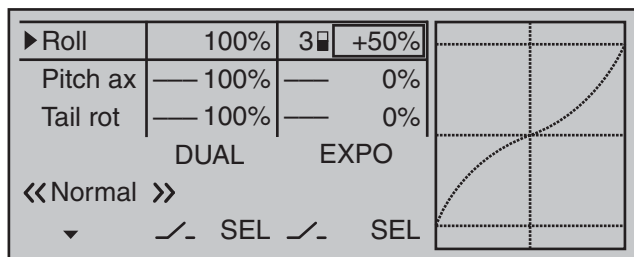 Roll 100% 3 +50%
Pitch ax ––– 100% ––– 0%
Tail rot ––– 100% ––– 0%
DUAL EXPO
«Normal »
SEL SEL